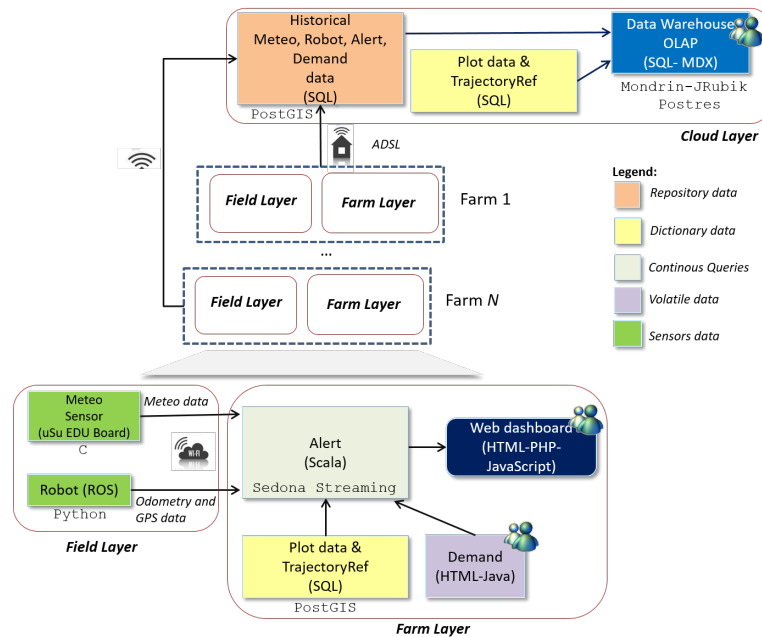 Historical
Meteo, Robot, Alert,
Demand
data
(SQL)
PostGIS
Plot data &
TrajectoryRef
(SQL)
Data Warehouse
OLAP
(SQL- MDX)
Mondrin-JRubik
Postres
Cloud Layer
ADSL
Field Layer
Farm Layer
Farm 1
...
Field Layer
Farm Layer
Farm N
Legend:
Repository data
Dictionary data
Continous Queries
Volatile data
Sensors data
Meteo
Sensor
(uSu EDU Board)
C
Meteo data
Wi-Fi
Robot (ROS)
Python
Odometry and
GPS data
Field Layer
Alert
(Scala)
Sedona Streaming
Web dashboard
(HTML-PHP-
JavaScript)
Plot data &
TrajectoryRef
(SQL)
PostGIS
Demand
(HTML-Java)
Farm Layer